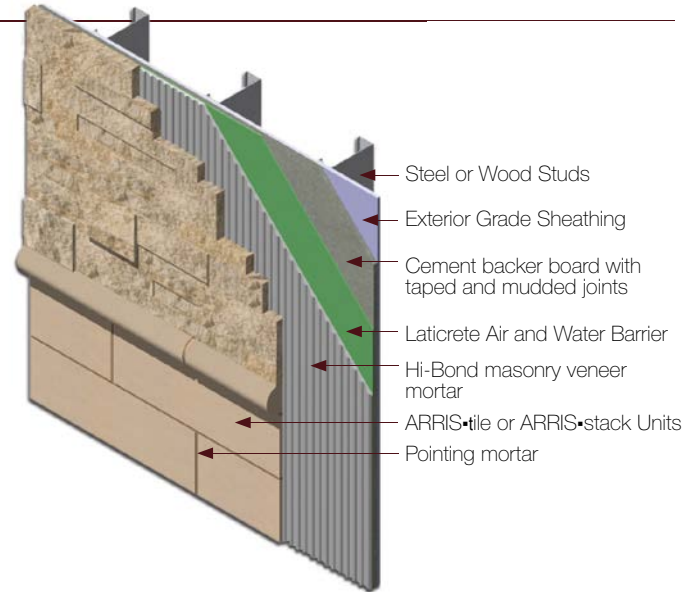 Steel or Wood Studs
Exterior Grade Sheathing
Cement backer board with
taped and mudded joints
Laticrete Air and Water Barrier
Hi-Bond masonry veneer
mortar
ARRIS▪tile or ARRIS▪stack Units
Pointing mortar